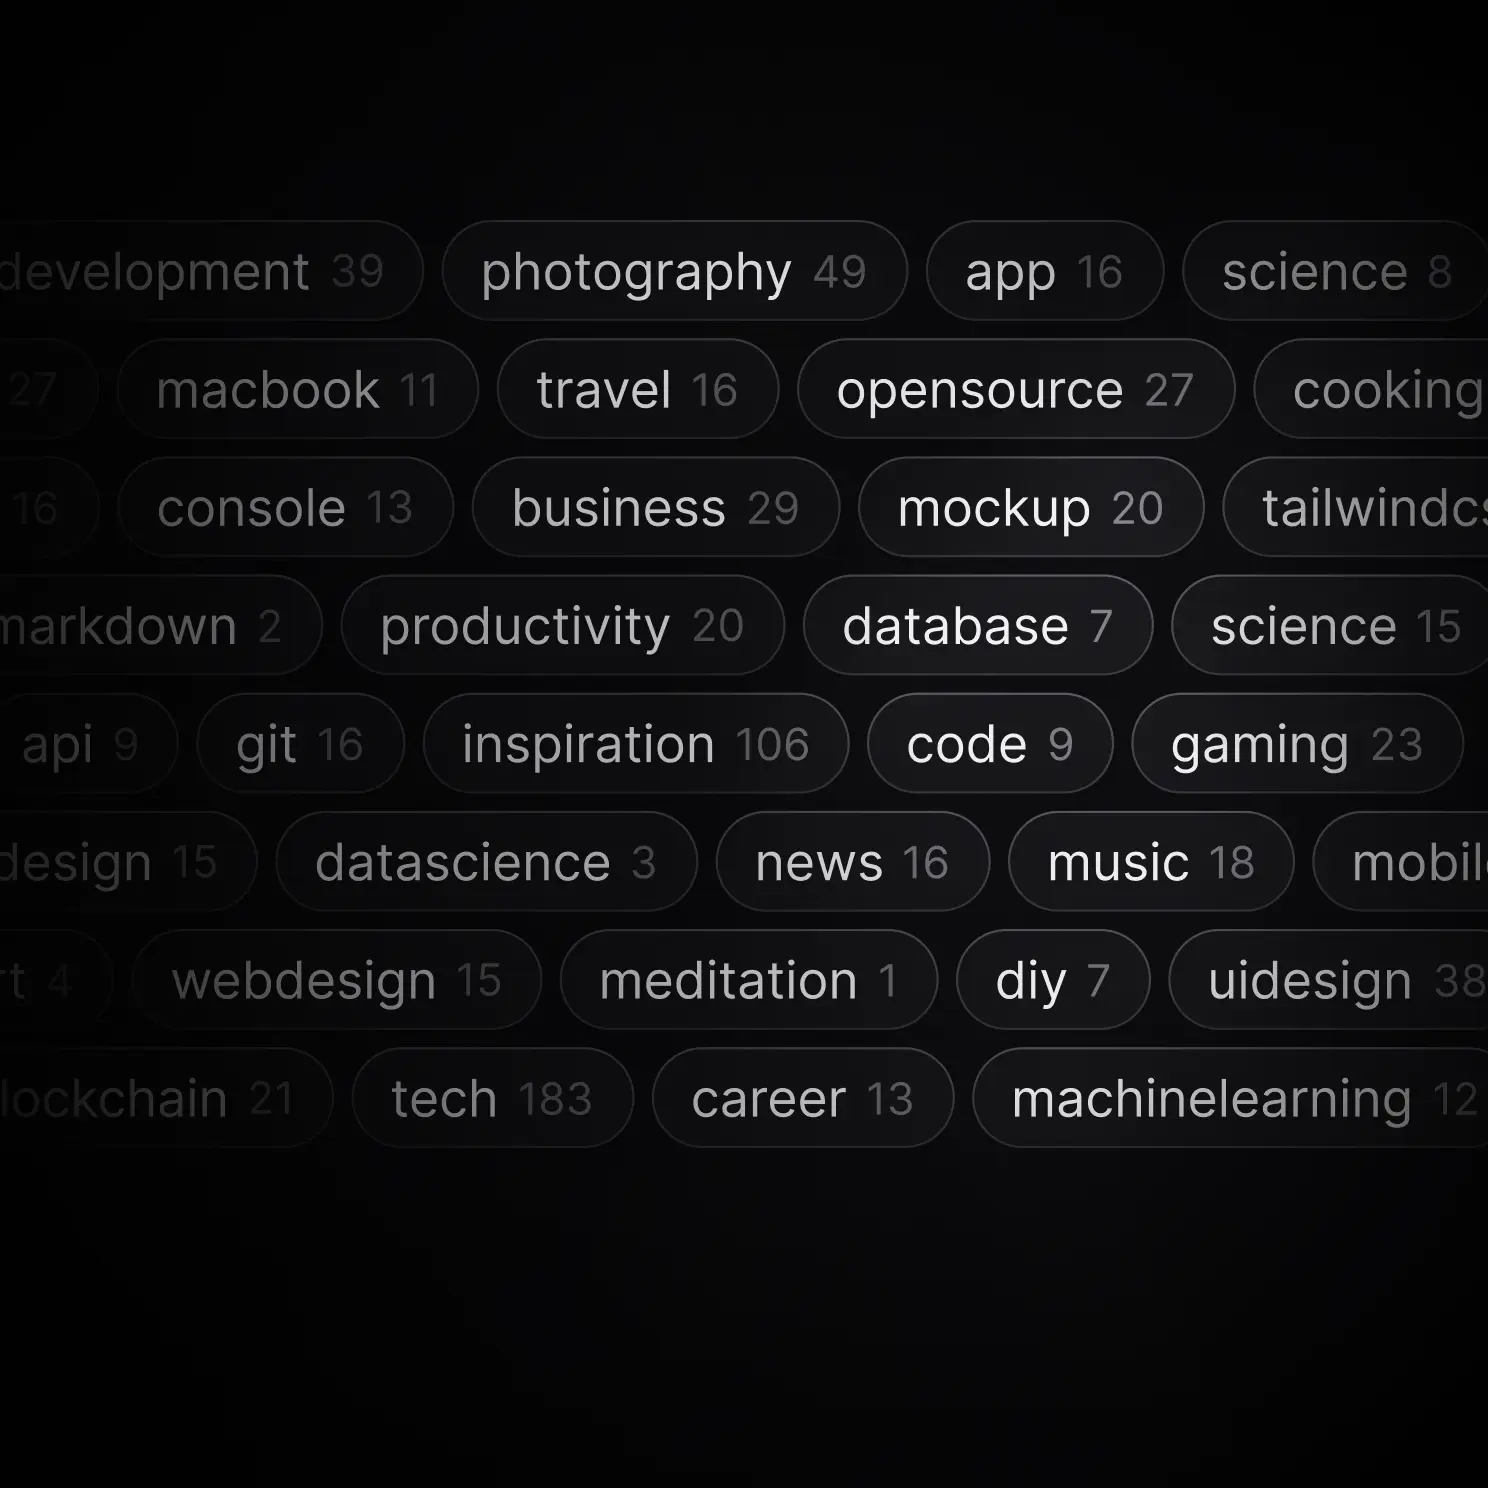 development 39 photography 49 app 16 science 8
27 macbook 11 travel 16 opensource 27 cooking
16 console 13 business 29 mockup 20 tailwindcs
markdown 2 productivity 20 database 7 science 15
api 9 git 16 inspiration 106 code 9 gaming 23
design 15 datascience 3 news 16 music 18 mobile
rt 4 webdesign 15 meditation 1 diy 7 uidesign 38
lockchain 21 tech 183 career 13 machinelearning 12